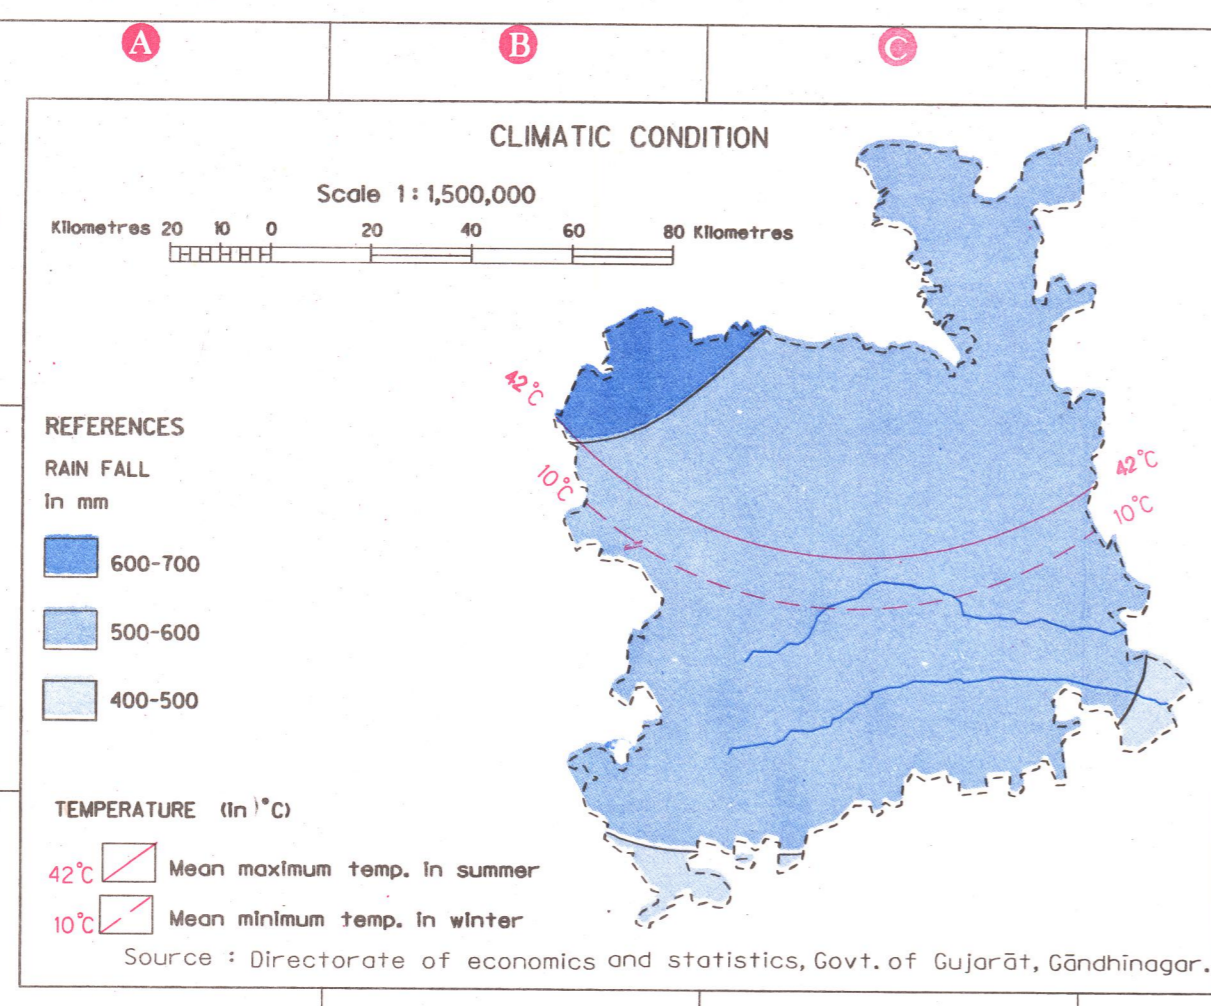 A B C
CLIMATIC CONDITION
Scale 1:1,500,000
Kilometres 20 10 0 20 40 60 80 Kilometres
42°C
10°C
42°C
10°C
REFERENCES
RAIN FALL
in mm
600-700
500-600
400-500
TEMPERATURE (in )°C)
42°C Mean maximum temp. in summer
10°C Mean minimum temp. in winter
Source : Directorate of economics and statistics, Govt. of Gujarāt, Gāndhīnagar.